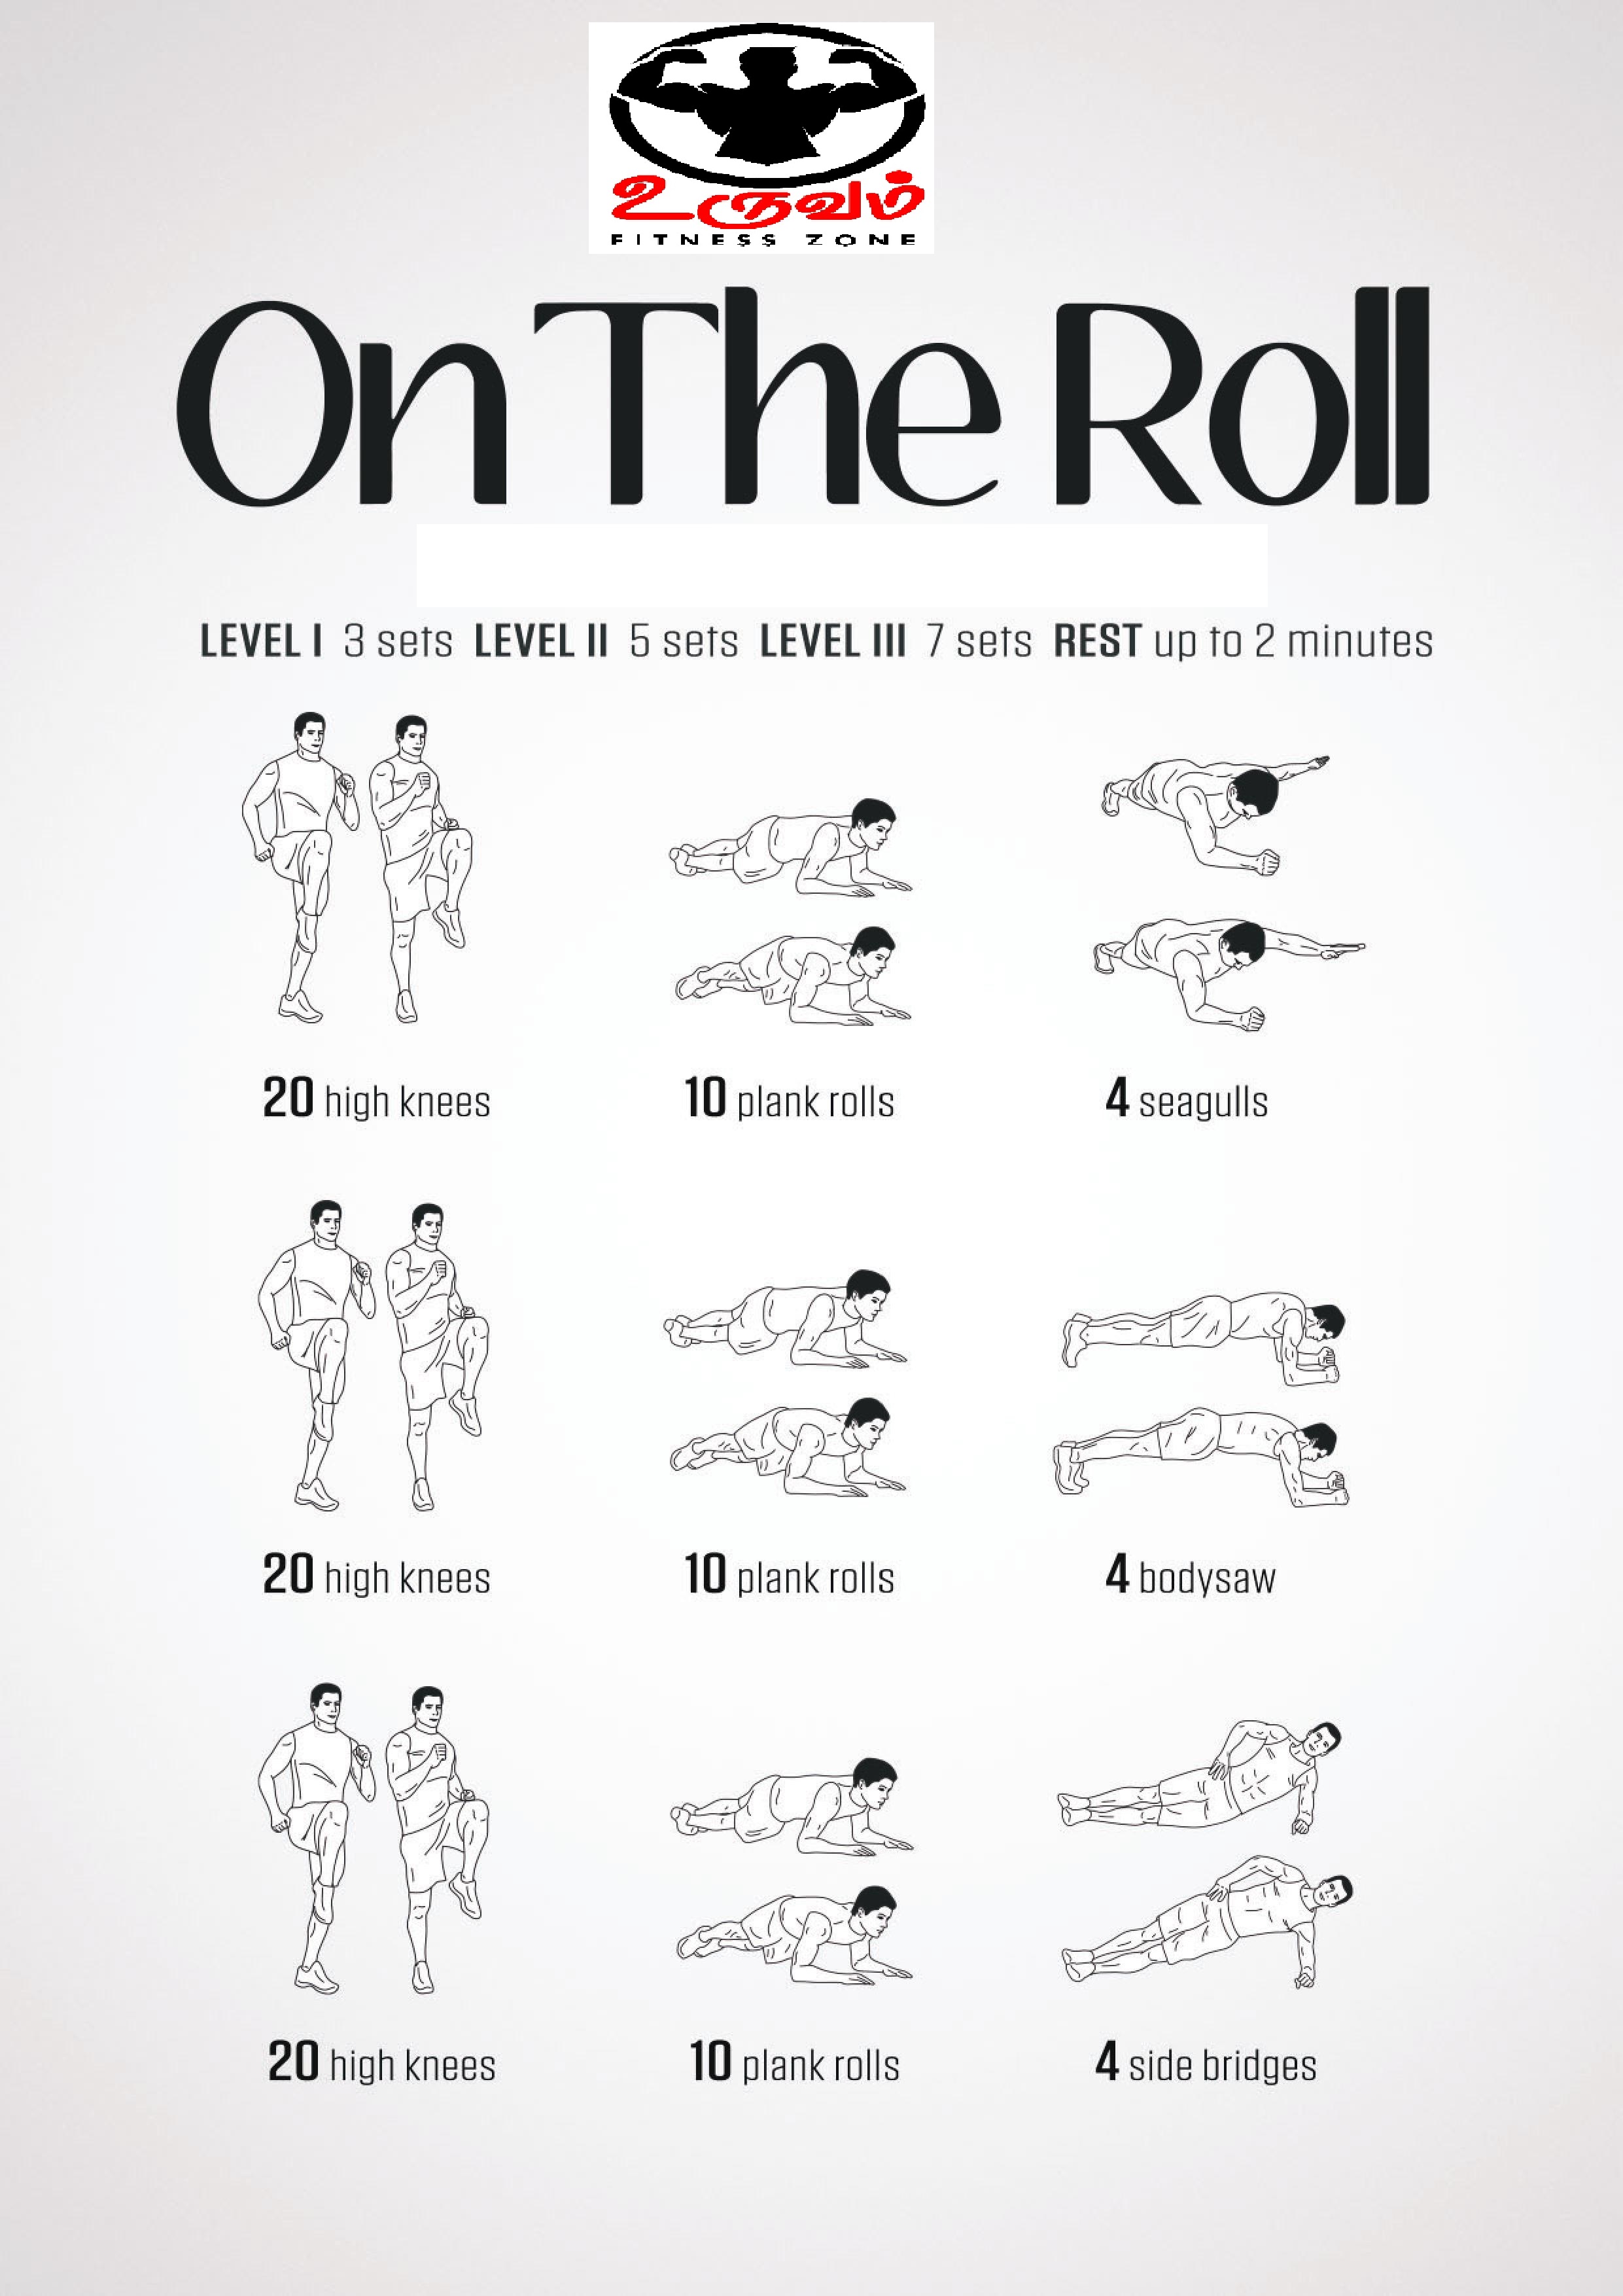 உருவம்
FITNESS ZONE
On The Roll
LEVEL I 3 sets LEVEL II 5 sets LEVEL III 7 sets REST up to 2 minutes
20 high knees
10 plank rolls
4 seagulls
20 high knees
10 plank rolls
4 bodysaw
20 high knees
10 plank rolls
4 side bridges